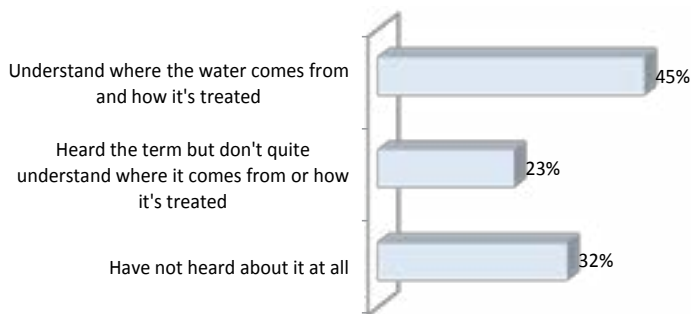 Understand where the water comes from
and how it's treated
45%
Heard the term but don't quite
understand where it comes from or how
it's treated
23%
Have not heard about it at all
32%